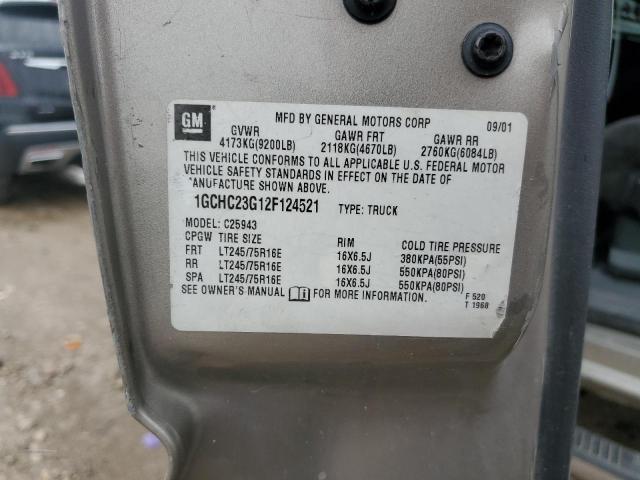 GM
MFD BY GENERAL MOTORS CORP 09/01
GVWR GAWR FRT GAWR RR
4173KG(9200LB) 2118KG(4670LB) 2760KG(6084LB)
THIS VEHICLE CONFORMS TO ALL APPLICABLE U.S. FEDERAL MOTOR
VEHICLE SAFETY STANDARDS IN EFFECT ON THE DATE OF
'ANUFACTURE SHOWN ABOVE.
1GCHC23G12F124521 TYPE: TRUCK
MODEL: C25943
CPGW TIRE SIZE RIM COLD TIRE PRESSURE
FRT LT245/75R16E 16X6.5J 380KPA(55PSI)
RR LT245/75R16E 16X6.5J 550KPA(80PSI)
SPA LT245/75R16E 16X6.5J 550KPA(80PSI)
SEE OWNER'S MANUAL FOR MORE INFORMATION.
F 520
T 1968